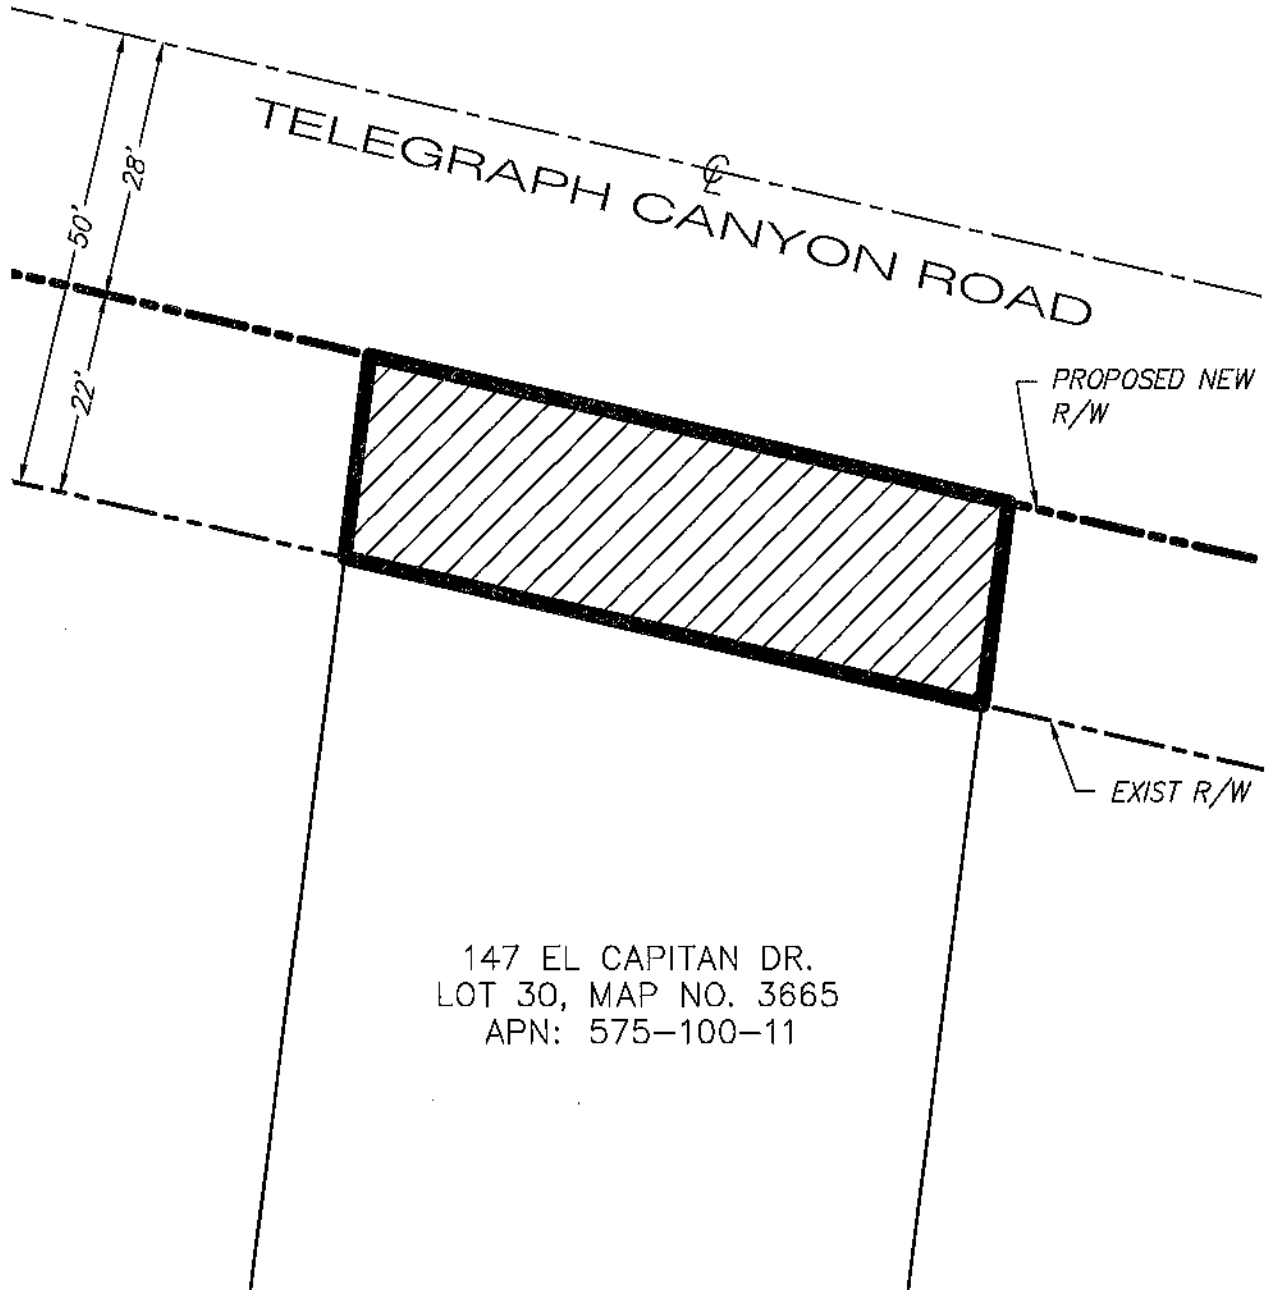 TELEGRAPH CANYON ROAD
℄
28'
50'
22'
PROPOSED NEW
R/W
EXIST R/W
147 EL CAPITAN DR.
LOT 30, MAP NO. 3665
APN: 575-100-11